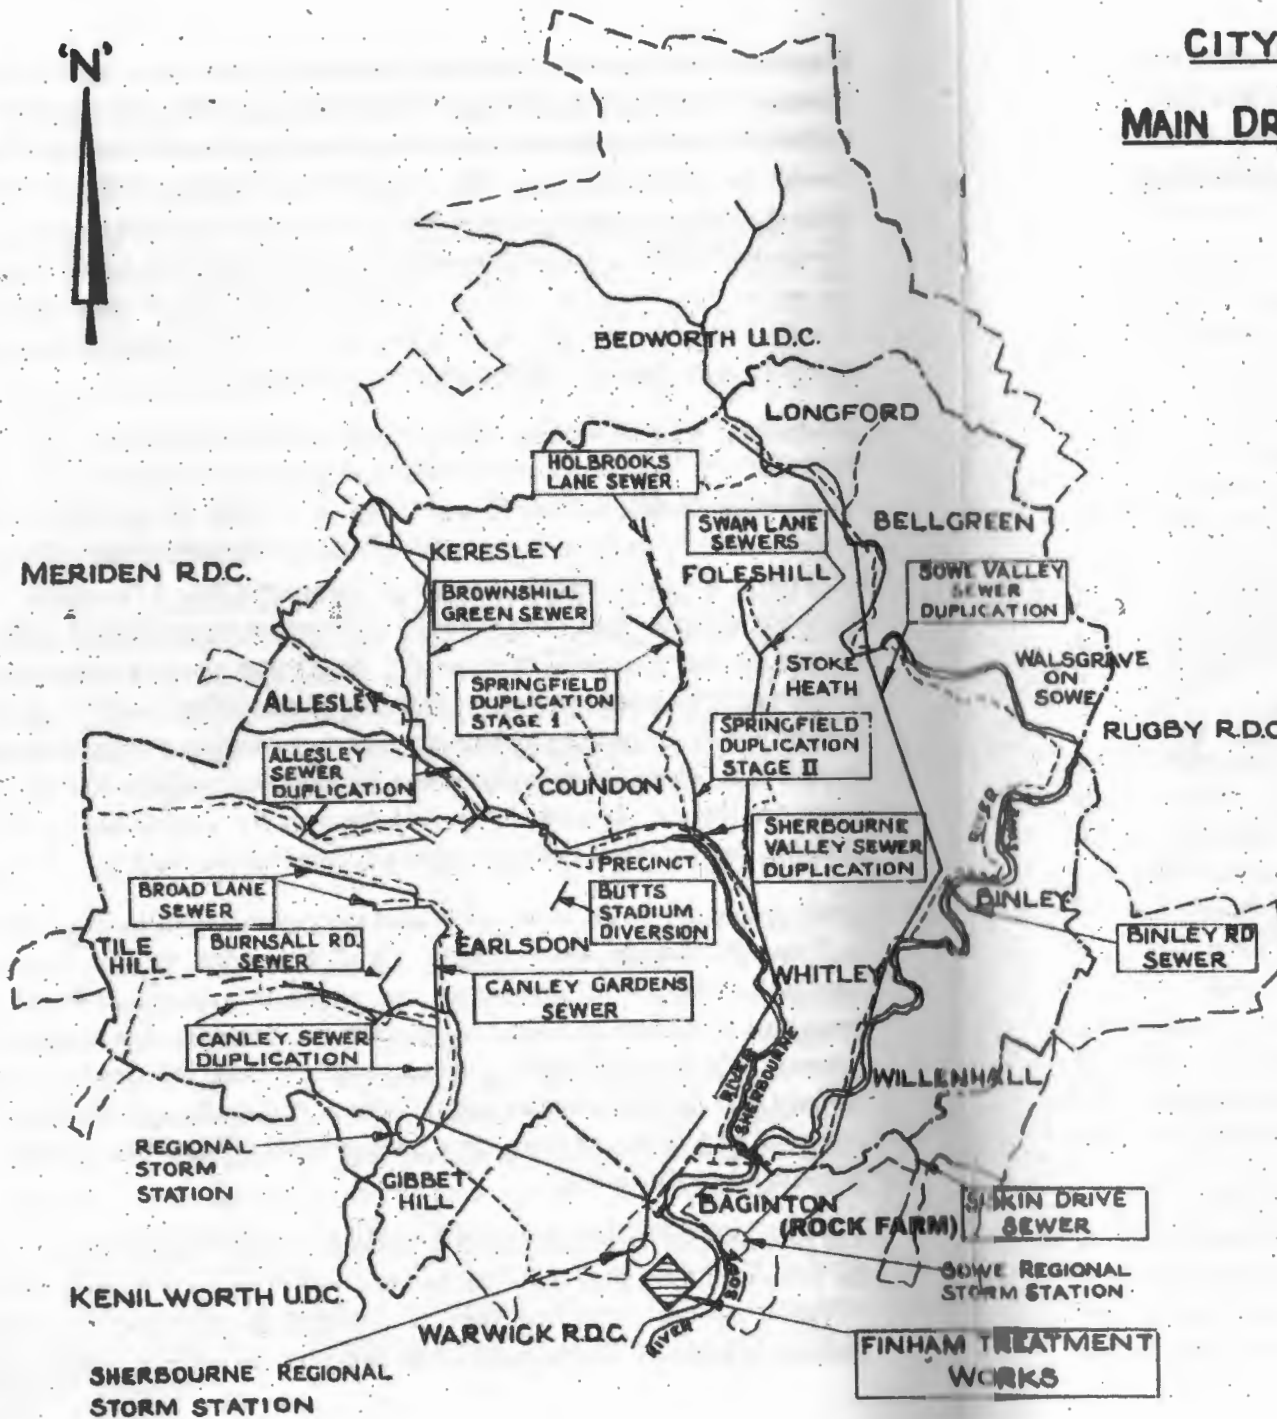 'N'
CITY
MAIN DR
BEDWORTH U.D.C.
LONGFORD
HOLBROOKS
LANE SEWER
SWAN LANE
SEWERS
BELLGREEN
KERESLEY
FOLESHILL
MERIDEN R.D.C.
BROWNSHILL
GREEN SEWER
SOWE VALLEY
SEWER
DUPLICATION
STOKE
HEATH
WALSGRAVE
ON
SOWE
ALLESLEY
SPRINGFIELD
DUPLICATION
STAGE I
SPRINGFIELD
DUPLICATION
STAGE II
RUGBY R.D.C
ALLESLEY
SEWER
DUPLICATION
COUNDON
RIVER
SOWE
SHERBOURNE
VALLEY SEWER
DUPLICATION
PRECINCT
BROAD LANE
SEWER
BUTTS
STADIUM
DIVERSION
BINLEY
BINLEY RD
SEWER
TILE
HILL
BURNSALL RD.
SEWER
EARLSDON
WHITLEY
CANLEY GARDENS
SEWER
CANLEY SEWER
DUPLICATION
RIVER
SHERBOURNE
WILLENHALL
REGIONAL
STORM
STATION
GIBBET
HILL
BAGINTON
(ROCK FARM)
SISKIN DRIVE
SEWER
SOWE REGIONAL
STORM STATION
KENILWORTH U.D.C.
WARWICK R.D.C.
RIVER
SOWE
FINHAM TREATMENT
WORKS
SHERBOURNE REGIONAL
STORM STATION